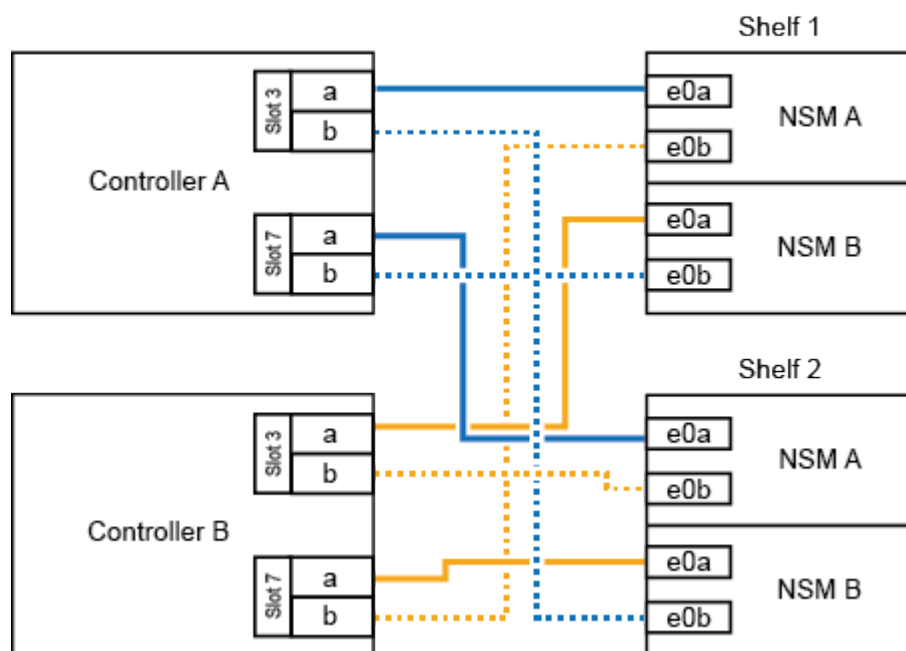 Shelf 1
Slot 3
a
b
Controller A
Slot 7
a
b
e0a
e0b
NSM A
e0a
e0b
NSM B
Shelf 2
Slot 3
a
b
Controller B
Slot 7
a
b
e0a
e0b
NSM A
e0a
e0b
NSM B